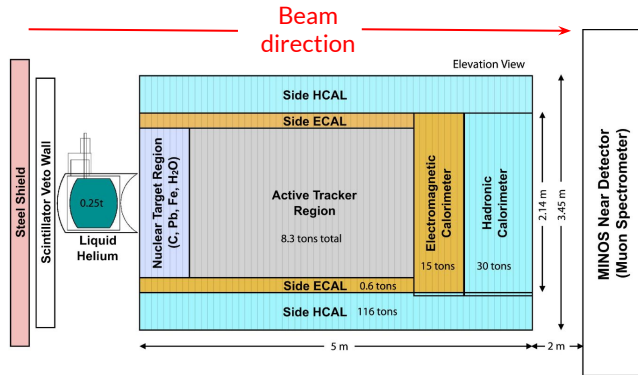 Beam
direction
Elevation View
Steel Shield
Scintillator Veto Wall
0.25t
Liquid
Helium
Side HCAL
Side ECAL
Nuclear Target Region
(C, Pb, Fe, H₂O)
Active Tracker
Region
8.3 tons total
Electromagnetic
Calorimeter
15 tons
Hadronic
Calorimeter
30 tons
Side ECAL
0.6 tons
Side HCAL
116 tons
2.14 m
3.45 m
5 m
2 m
MINOS Near Detector
(Muon Spectrometer)